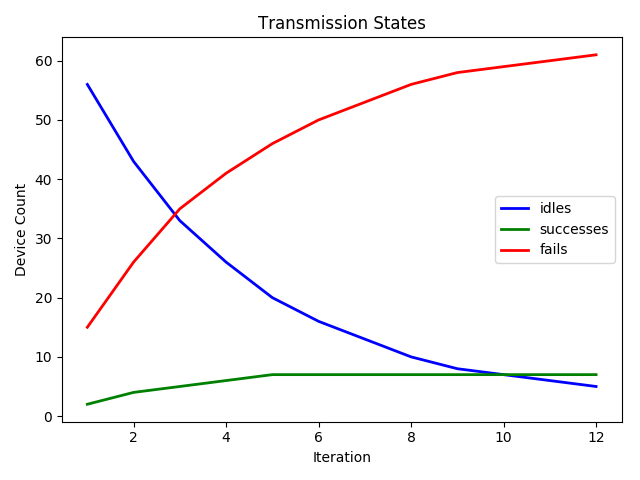 Transmission States
Device Count
60
50
40
30
20
10
0
idles
successes
fails
2 4 6 8 10 12
Iteration